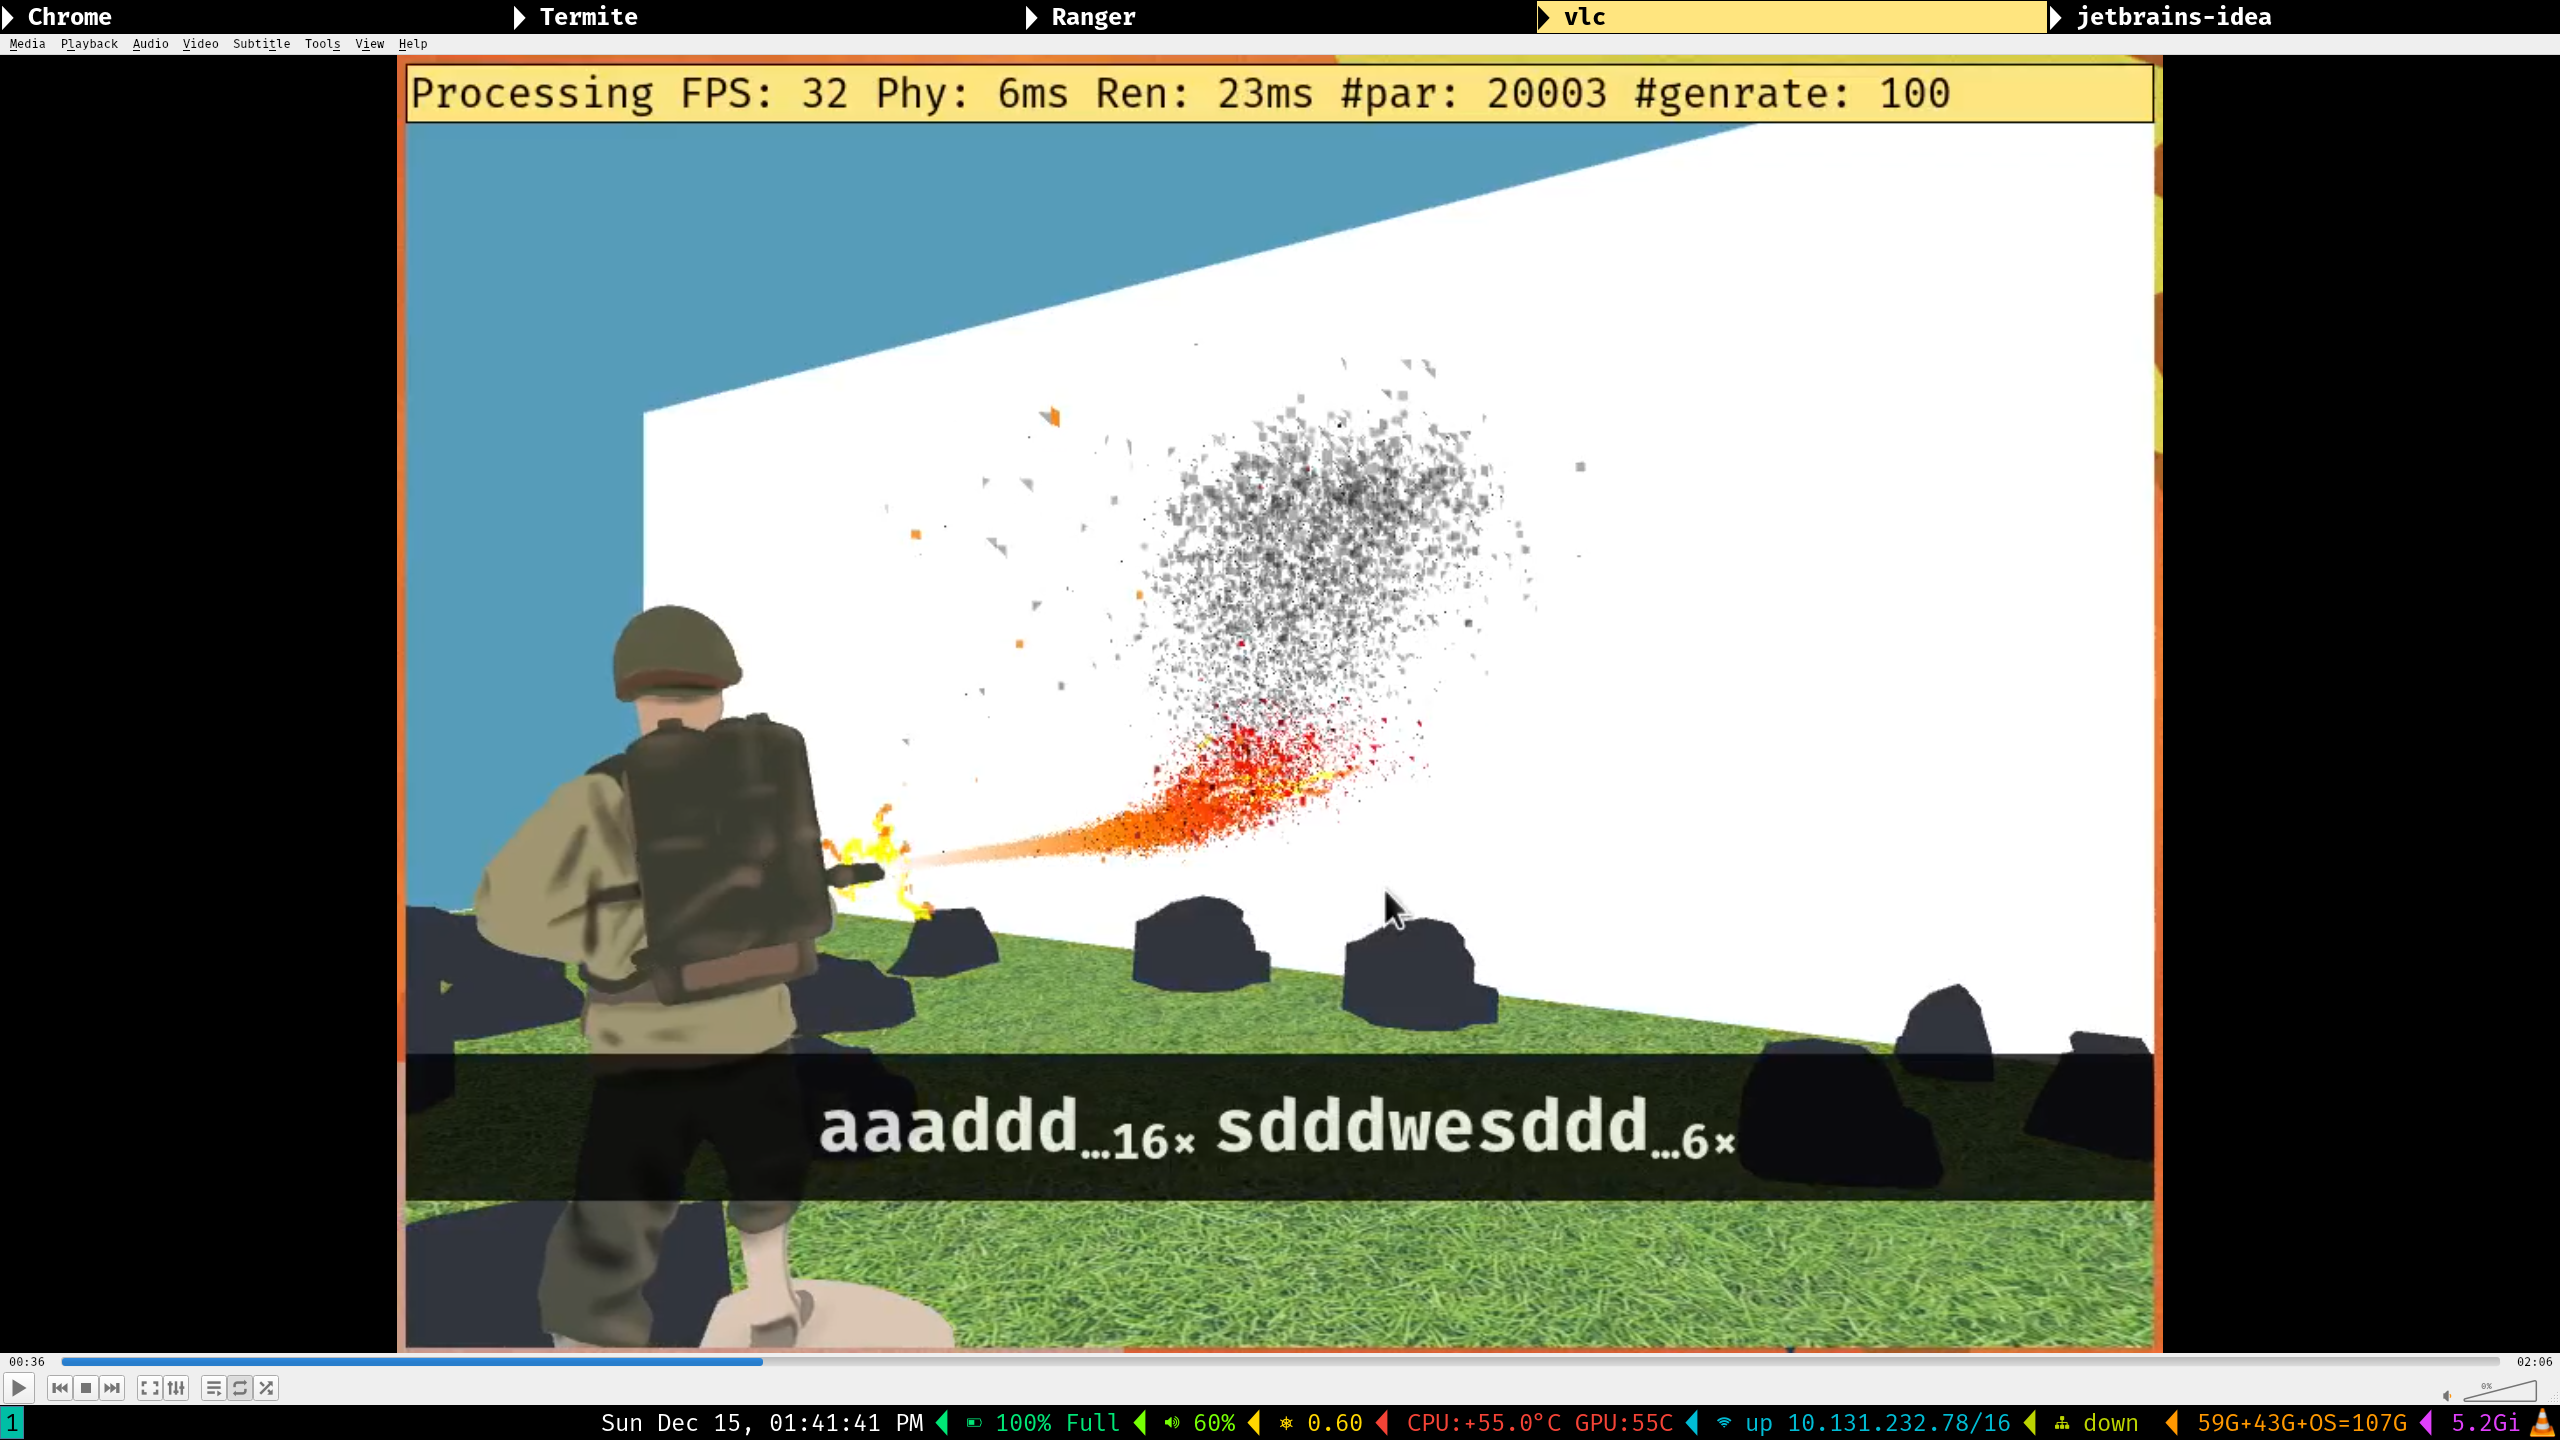 Chrome Termite Ranger vlc jetbrains-idea
Media Playback Audio Video Subtitle Tools View Help
Processing FPS: 32 Phy: 6ms Ren: 23ms #par: 20003 #genrate: 100
aaaddd…16× sdddwesddd…6×
00:36 02:06
0%
1 Sun Dec 15, 01:41:41 PM 100% Full 60% 0.60 CPU:+55.0°C GPU:55C up 10.131.232.78/16 down 59G+43G+OS=107G 5.2Gi